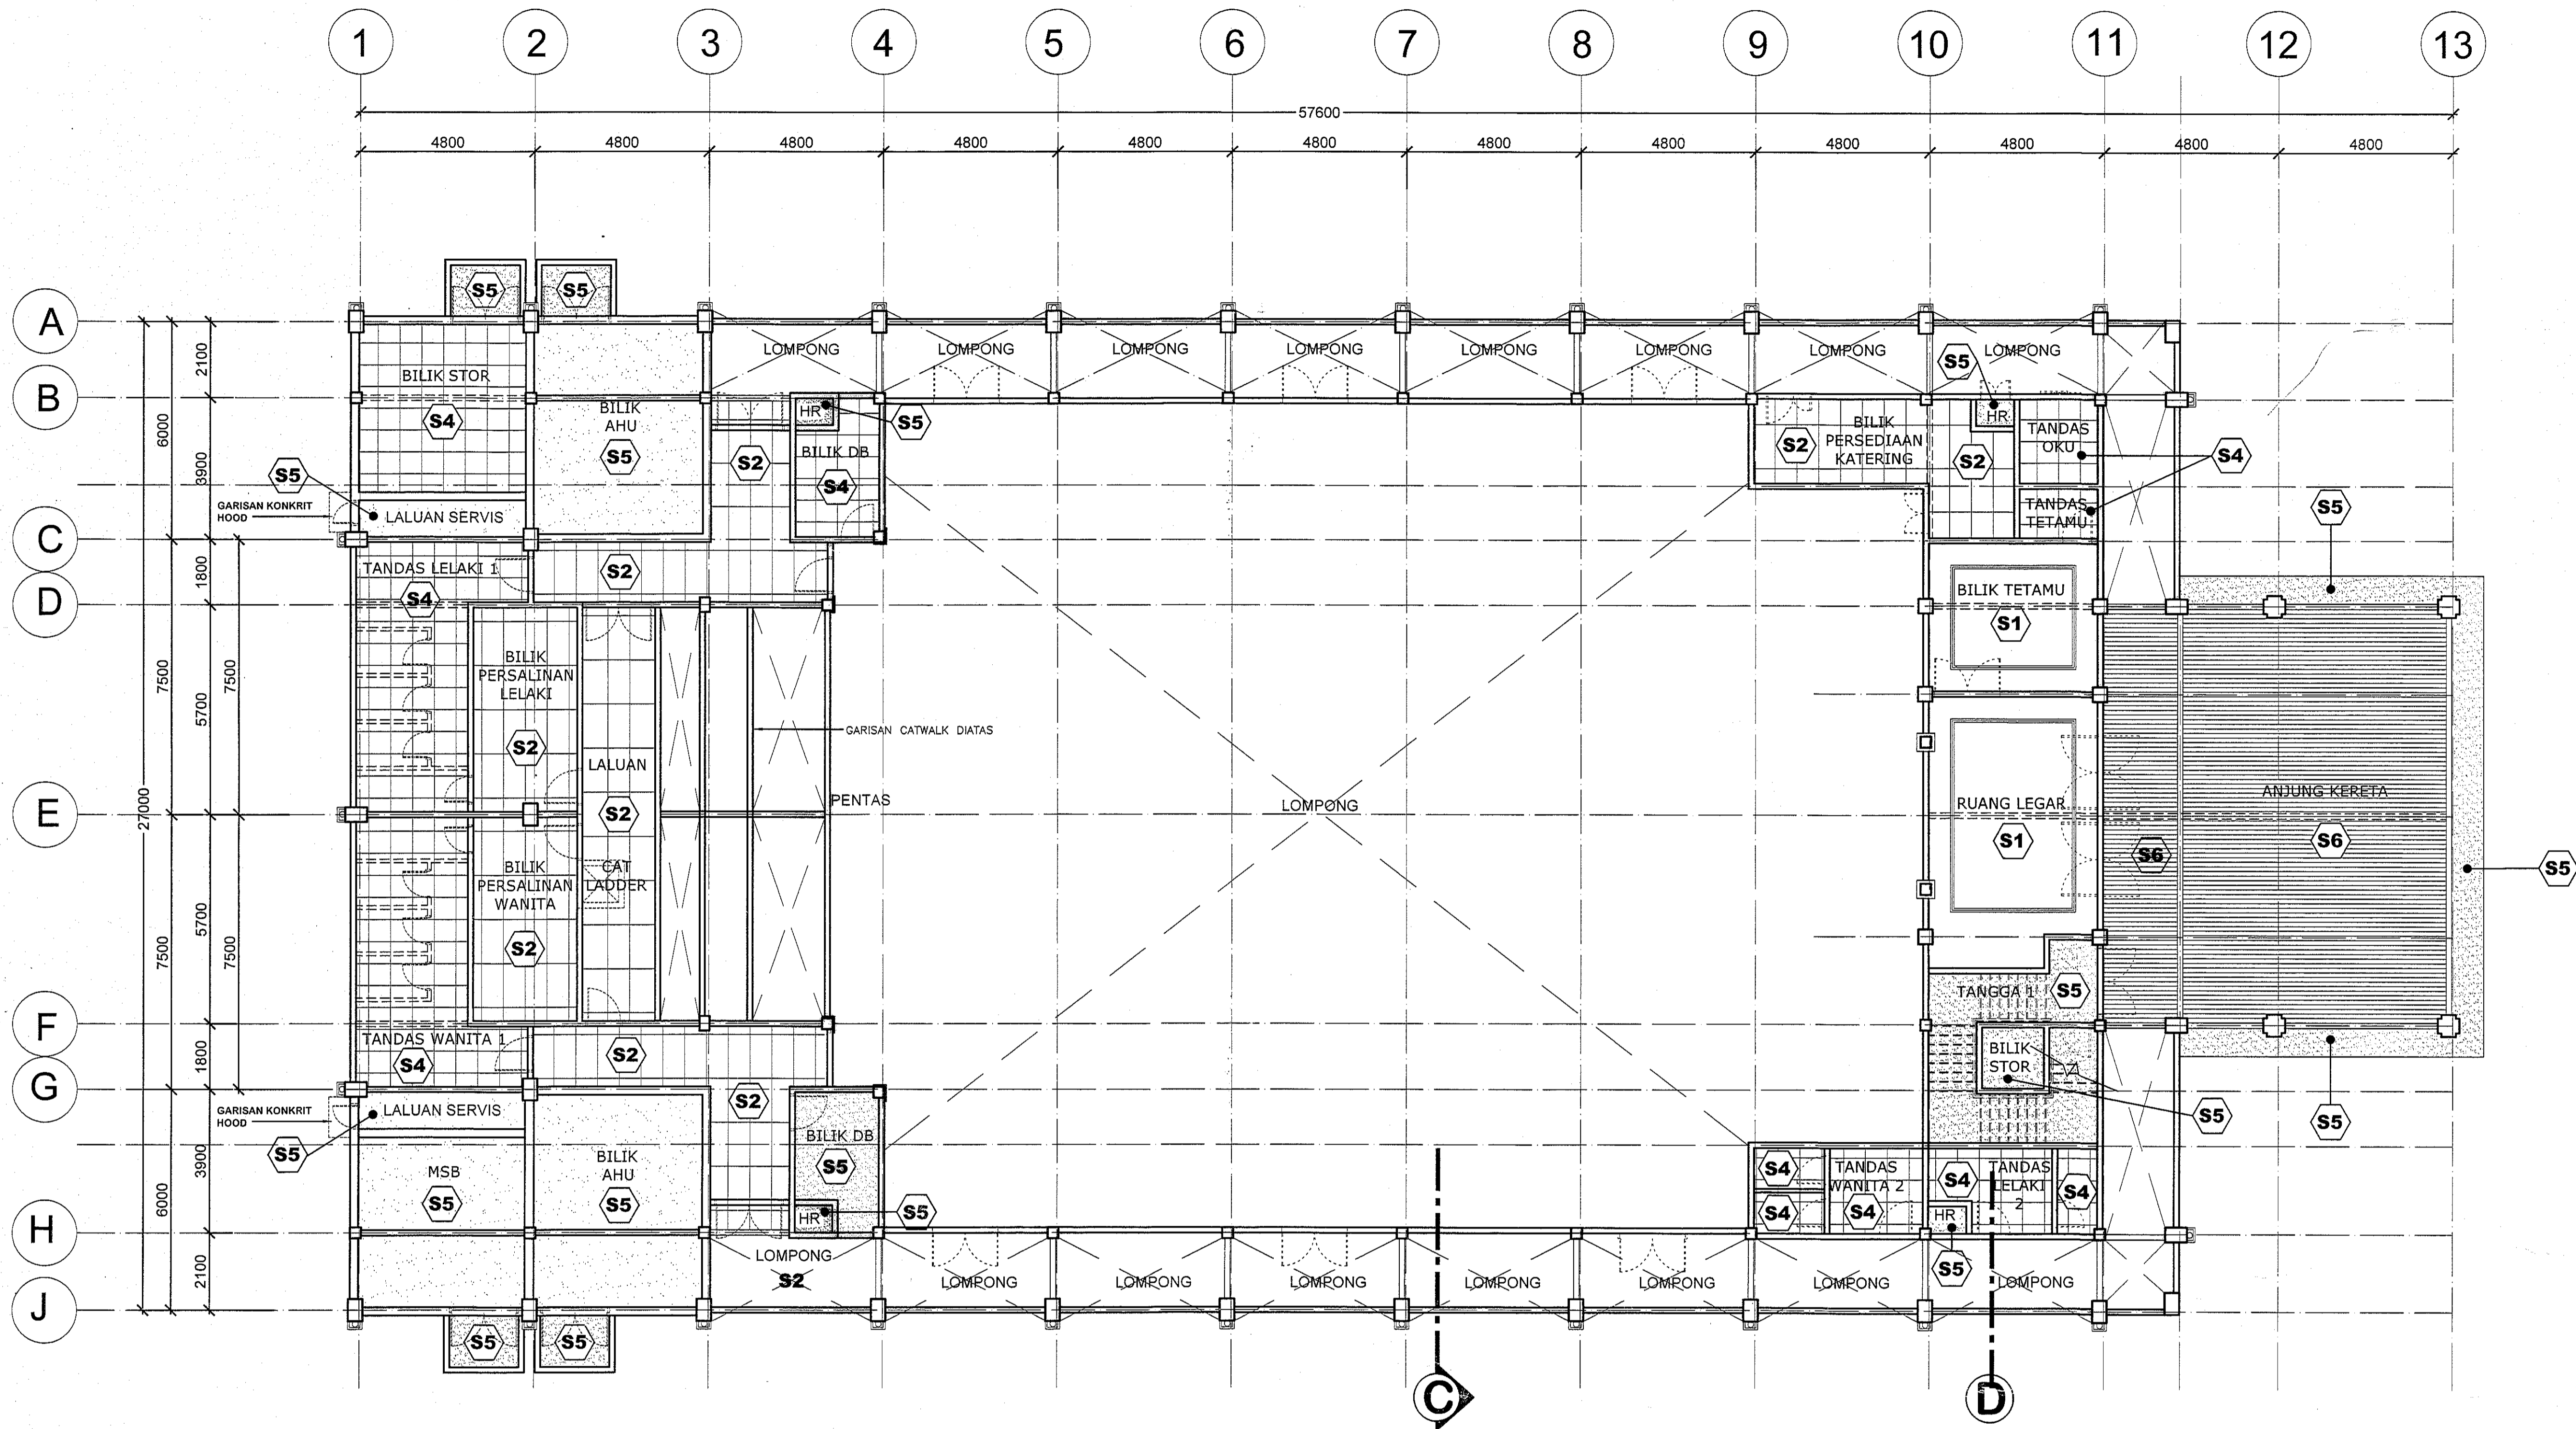 1 2 3 4 5 6 7 8 9 10 11 12 13
57600
4800 4800 4800 4800 4800 4800 4800 4800 4800 4800 4800 4800
S5 S5
A
LOMPONG LOMPONG LOMPONG LOMPONG LOMPONG LOMPONG LOMPONG LOMPONG
2100
BILIK STOR
S4
S5
B
BILIK
AHU
S5
HR
S5
S2
BILIK DB
S4
S2
BILIK
PERSEDIAAN
KATERING
HR
S2
TANDAS
OKU
S4
TANDAS
TETAMU
6000
3900
S5
GARISAN KONKRIT
HOOD
LALUAN SERVIS
S5
C
TANDAS LELAKI 1
S4
S2
1800
D
BILIK TETAMU
S1
BILIK
PERSALINAN
LELAKI
S2
7500
5700
7500
GARISAN CATWALK DIATAS
LALUAN
27000
E
S2
PENTAS
LOMPONG
RUANG LEGAR
S1
ANJUNG KERETA
S6
S6
S5
BILIK
PERSALINAN
WANITA
S2
CAT
LADDER
7500
5700
7500
TANGGA 1
S5
F
TANDAS WANITA 1
S4
S2
1800
BILIK
STOR
S5
S5
G
GARISAN KONKRIT
HOOD
LALUAN SERVIS
S5
S2
MSB
S5
BILIK
AHU
S5
BILIK DB
S5
HR
S5
6000
3900
S4
S4
TANDAS
WANITA 2
S4
S4
TANDAS
LELAKI
2
S4
HR
S5
H
LOMPONG
S2
LOMPONG LOMPONG LOMPONG LOMPONG LOMPONG LOMPONG LOMPONG
2100
J
S5 S5
C D